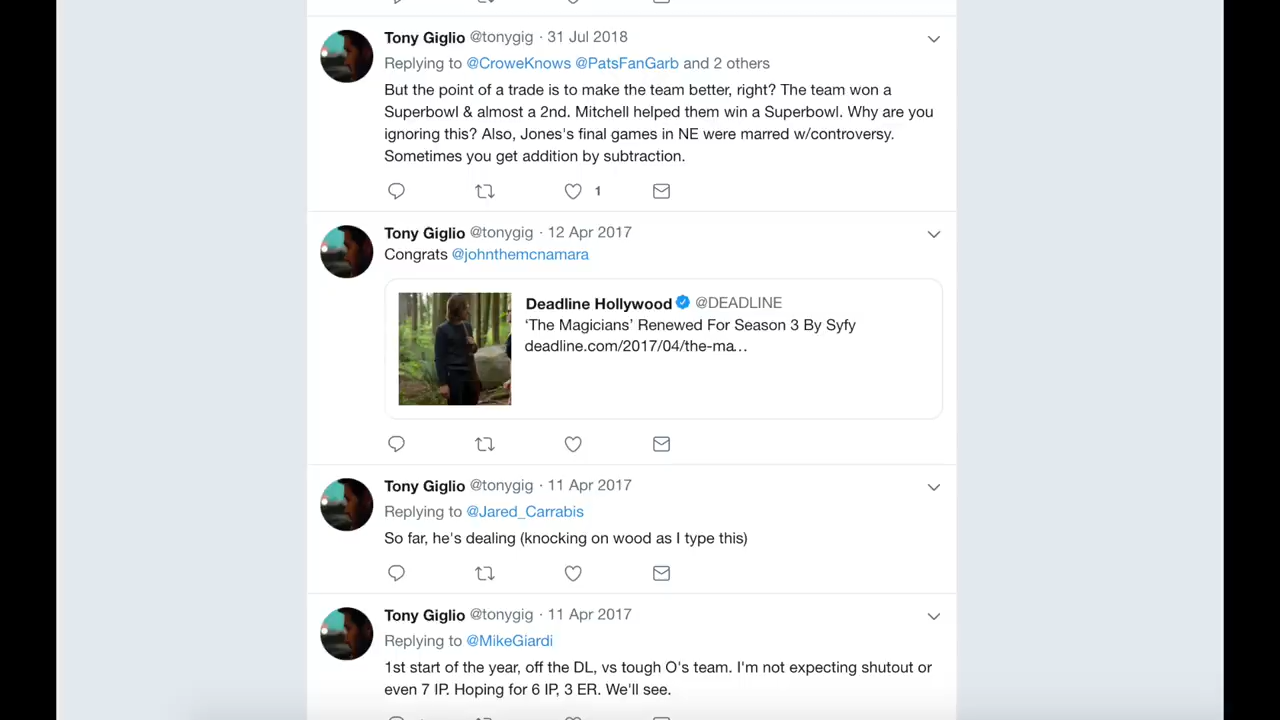 Tony Giglio @tonygig · 31 Jul 2018
Replying to @CroweKnows @PatsFanGarb and 2 others
But the point of a trade is to make the team better, right? The team won a
Superbowl & almost a 2nd. Mitchell helped them win a Superbowl. Why are you
ignoring this? Also, Jones's final games in NE were marred w/controversy.
Sometimes you get addition by subtraction.
1
Tony Giglio @tonygig · 12 Apr 2017
Congrats @johnthemcnamara
Deadline Hollywood @DEADLINE
‘The Magicians’ Renewed For Season 3 By Syfy
deadline.com/2017/04/the-ma…
Tony Giglio @tonygig · 11 Apr 2017
Replying to @Jared_Carrabis
So far, he's dealing (knocking on wood as I type this)
Tony Giglio @tonygig · 11 Apr 2017
Replying to @MikeGiardi
1st start of the year, off the DL, vs tough O's team. I'm not expecting shutout or
even 7 IP. Hoping for 6 IP, 3 ER. We'll see.